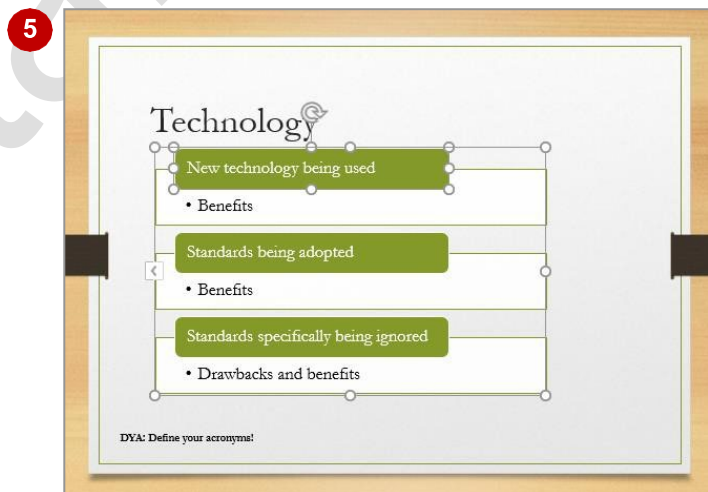 5
Technology
New technology being used
• Benefits
Standards being adopted
• Benefits
Standards specifically being ignored
• Drawbacks and benefits
DYA: Define your acronyms!